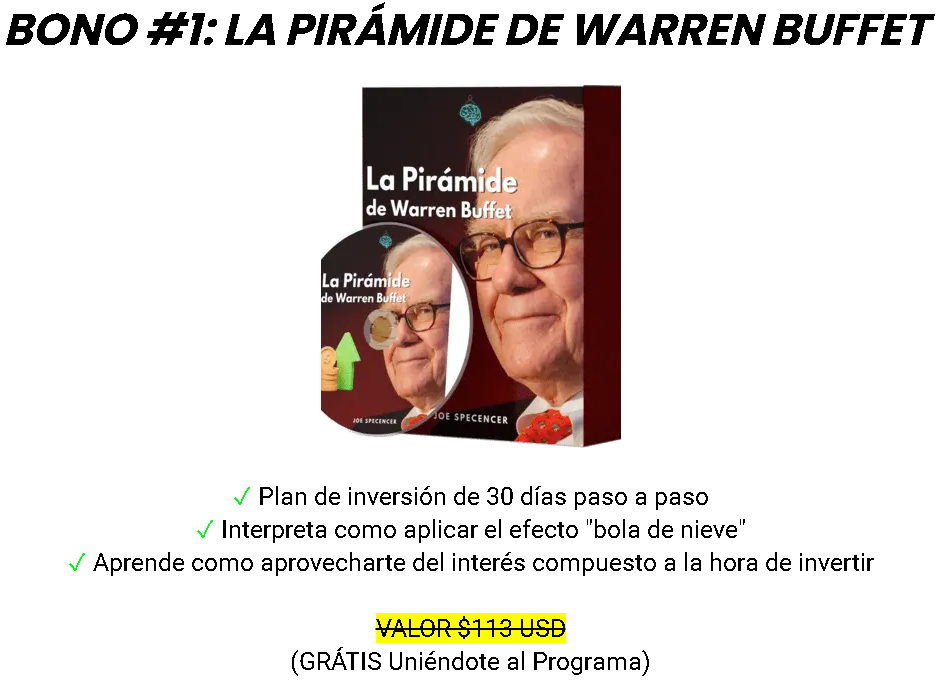 BONO #1: LA PIRÁMIDE DE WARREN BUFFET
La Pirámide
de Warren Buffet
La Pirámide
de Warren Buffet
JOE SPECENCER
JOE SPECENCER
✓ Plan de inversión de 30 días paso a paso
✓ Interpreta como aplicar el efecto "bola de nieve"
✓ Aprende como aprovecharte del interés compuesto a la hora de invertir
VALOR $113 USD
(GRÁTIS Uniéndote al Programa)